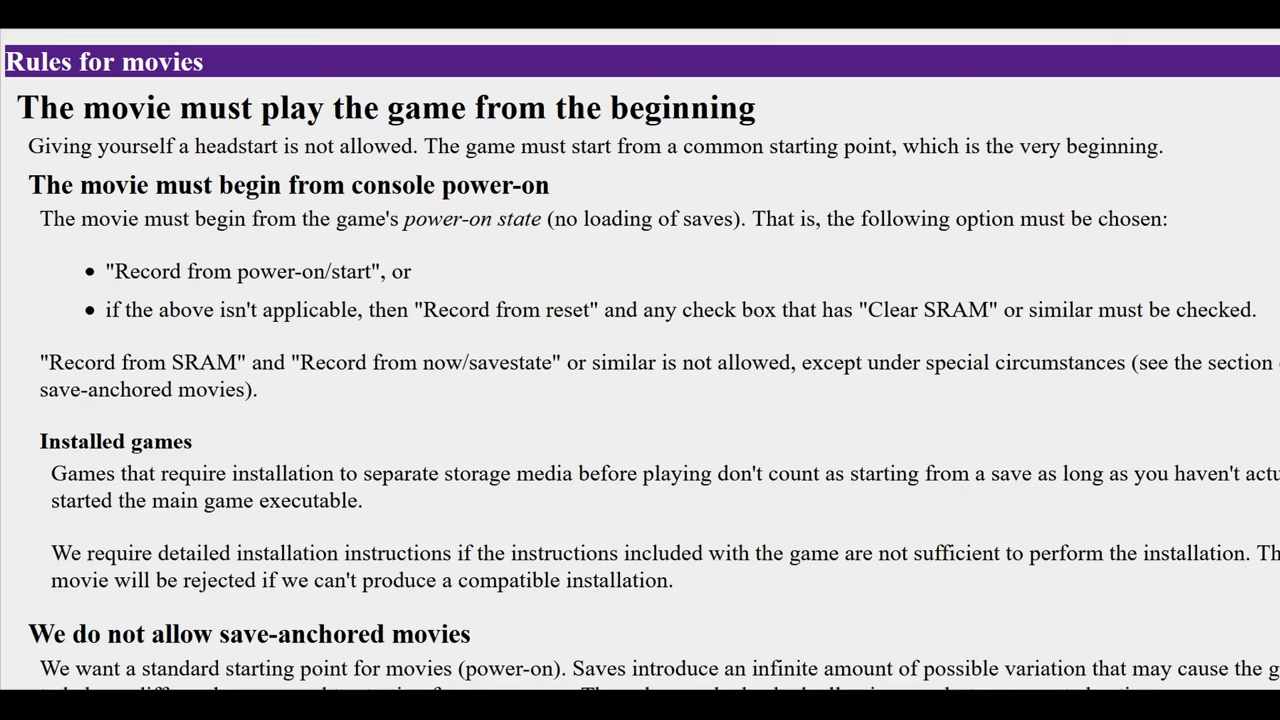 Rules for movies
The movie must play the game from the beginning
Giving yourself a headstart is not allowed. The game must start from a common starting point, which is the very beginning.
The movie must begin from console power-on
The movie must begin from the game's power-on state (no loading of saves). That is, the following option must be chosen:
"Record from power-on/start", or
if the above isn't applicable, then "Record from reset" and any check box that has "Clear SRAM" or similar must be checked.
"Record from SRAM" and "Record from now/savestate" or similar is not allowed, except under special circumstances (see the section
save-anchored movies).
Installed games
Games that require installation to separate storage media before playing don't count as starting from a save as long as you haven't actu
started the main game executable.
We require detailed installation instructions if the instructions included with the game are not sufficient to perform the installation. Th
movie will be rejected if we can't produce a compatible installation.
We do not allow save-anchored movies
We want a standard starting point for movies (power-on). Saves introduce an infinite amount of possible variation that may cause the g